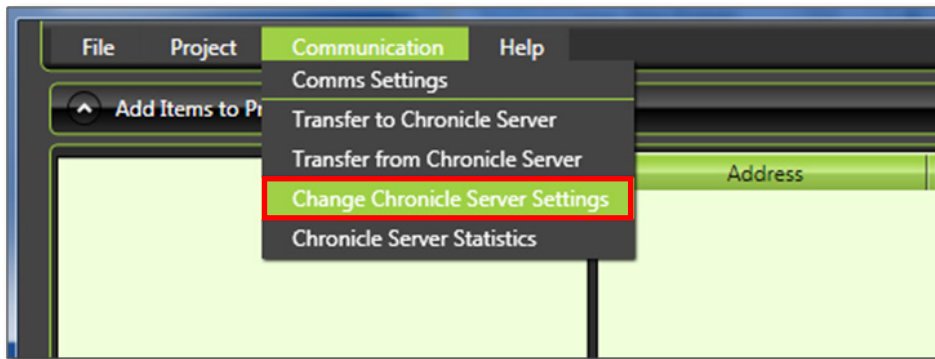 File Project Communication Help
Comms Settings
Add Items to
Transfer to Chronicle Server
Transfer from Chronicle Server
Address
Change Chronicle Server Settings
Chronicle Server Statistics